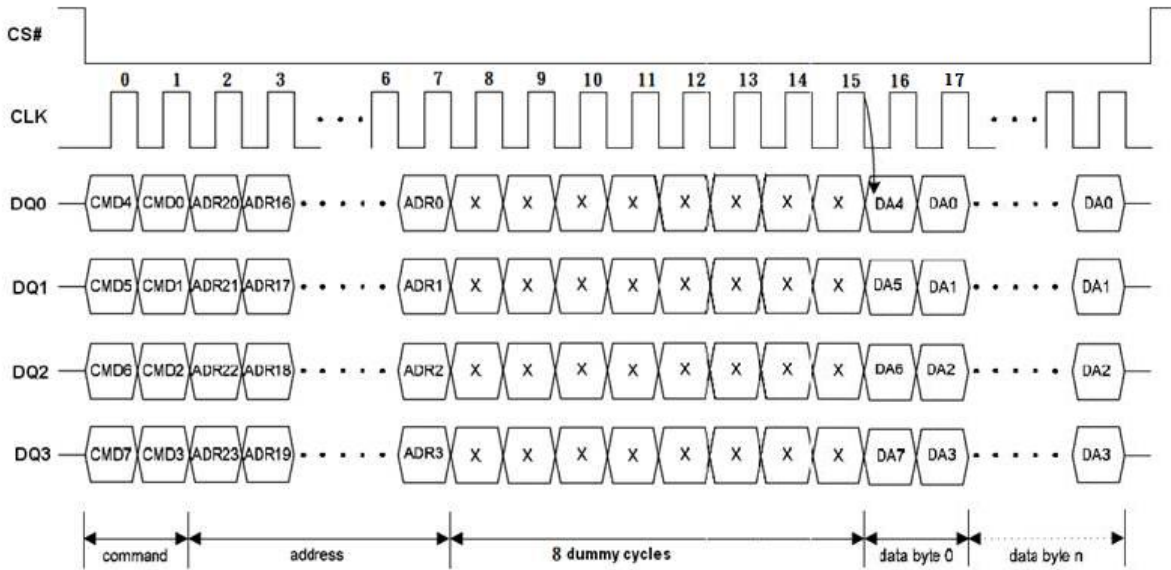 CS#
0 1 2 3 6 7 8 9 10 11 12 13 14 15 16 17
CLK
DQ0 CMD4 CMD0 ADR20 ADR16 ADR0 X X X X X X X X DA4 DA0 DA0
DQ1 CMD5 CMD1 ADR21 ADR17 ADR1 X X X X X X X X DA5 DA1 DA1
DQ2 CMD6 CMD2 ADR22 ADR18 ADR2 X X X X X X X X DA6 DA2 DA2
DQ3 CMD7 CMD3 ADR23 ADR19 ADR3 X X X X X X X X DA7 DA3 DA3
command address 8 dummy cycles data byte 0 data byle n